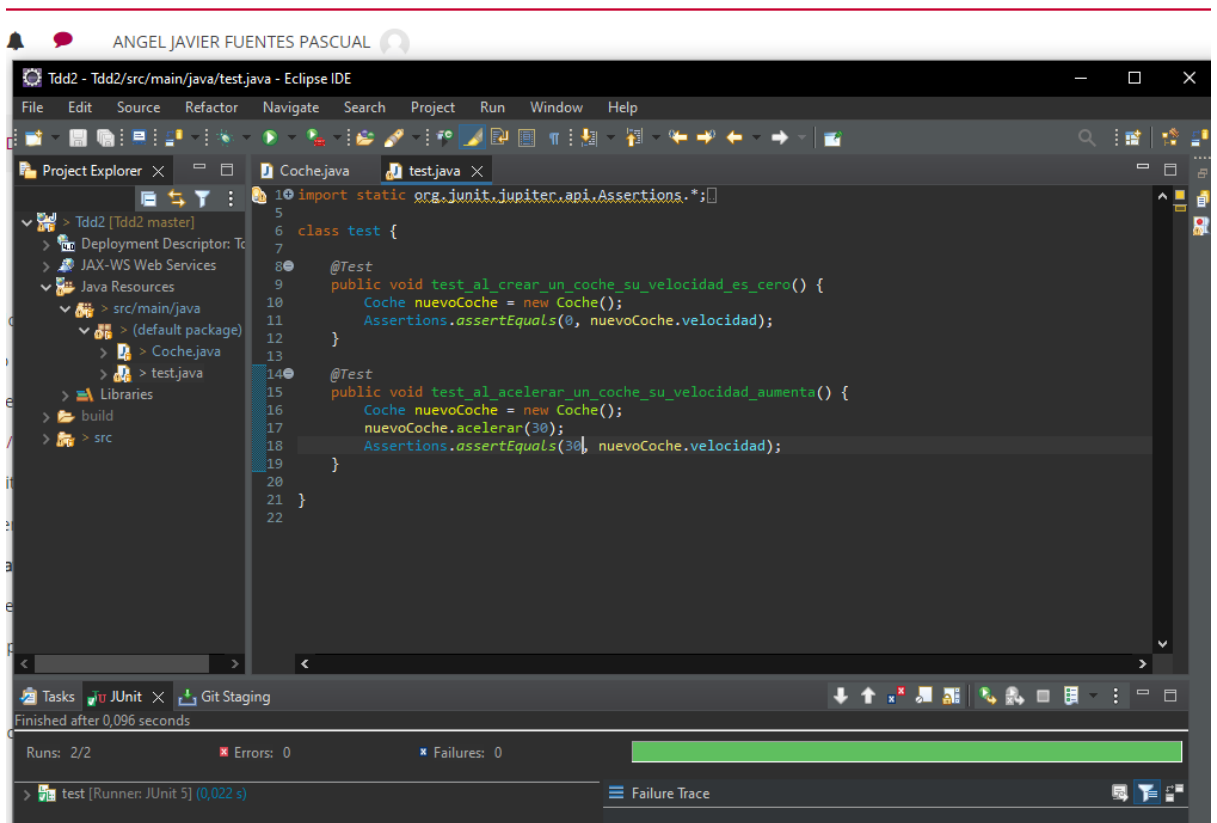 ANGEL JAVIER FUENTES PASCUAL
Tdd2 - Tdd2/src/main/java/test.java - Eclipse IDE
File Edit Source Refactor Navigate Search Project Run Window Help
Project Explorer
Coche.java
test.java
> Tdd2 [Tdd2 master]
Deployment Descriptor: Tc
JAX-WS Web Services
Java Resources
> src/main/java
> (default package)
> Coche.java
> test.java
Libraries
build
> src
1 import static org.junit.jupiter.api.Assertions.*;
5
6 class test {
7
8 @Test
9 public void test_al_crear_un_coche_su_velocidad_es_cero() {
10 Coche nuevoCoche = new Coche();
11 Assertions.assertEquals(0, nuevoCoche.velocidad);
12 }
13
14 @Test
15 public void test_al_acelerar_un_coche_su_velocidad_aumenta() {
16 Coche nuevoCoche = new Coche();
17 nuevoCoche.acelerar(30);
18 Assertions.assertEquals(30, nuevoCoche.velocidad);
19 }
20
21 }
22
Tasks JUnit Git Staging
Finished after 0,096 seconds
Runs: 2/2 Errors: 0 Failures: 0
test [Runner: JUnit 5] (0,022 s)
Failure Trace